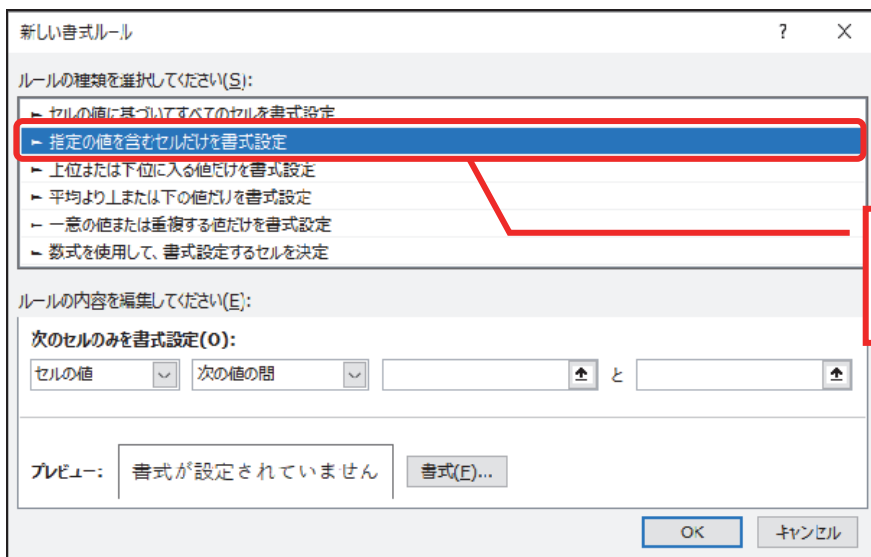 新しい書式ルール ? ×
ルールの種類を選択してください(S):
► セルの値に基づいてすべてのセルを書式設定
► 指定の値を含むセルだけを書式設定
► 上位または下位に入る値だけを書式設定
► 平均より上または下の値だけを書式設定
► 一意の値または重複する値だけを書式設定
► 数式を使用して、書式設定するセルを決定
ルールの内容を編集してください(E):
次のセルのみを書式設定(O):
セルの値 次の値の間 と
プレビュー: 書式が設定されていません 書式(F)...
OK キャンセル